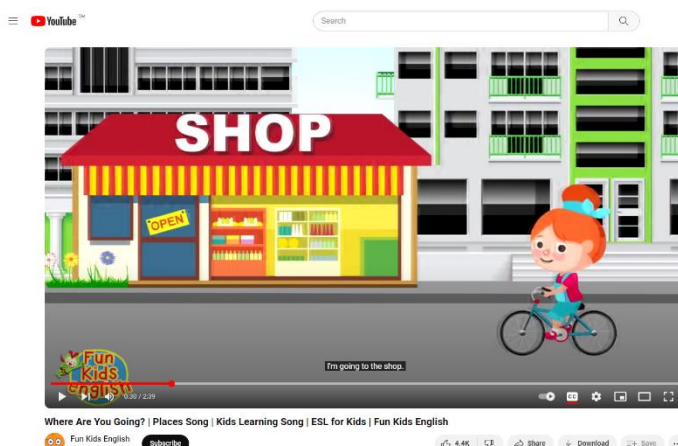 YouTube
Search
SHOP
OPEN
I'm going to the shop.
Fun
Kids
English
0:30 / 2:39
CC
Where Are You Going? | Places Song | Kids Learning Song | ESL for Kids | Fun Kids English
Fun Kids English
Subscribe
4.4K
Share
Download
Save